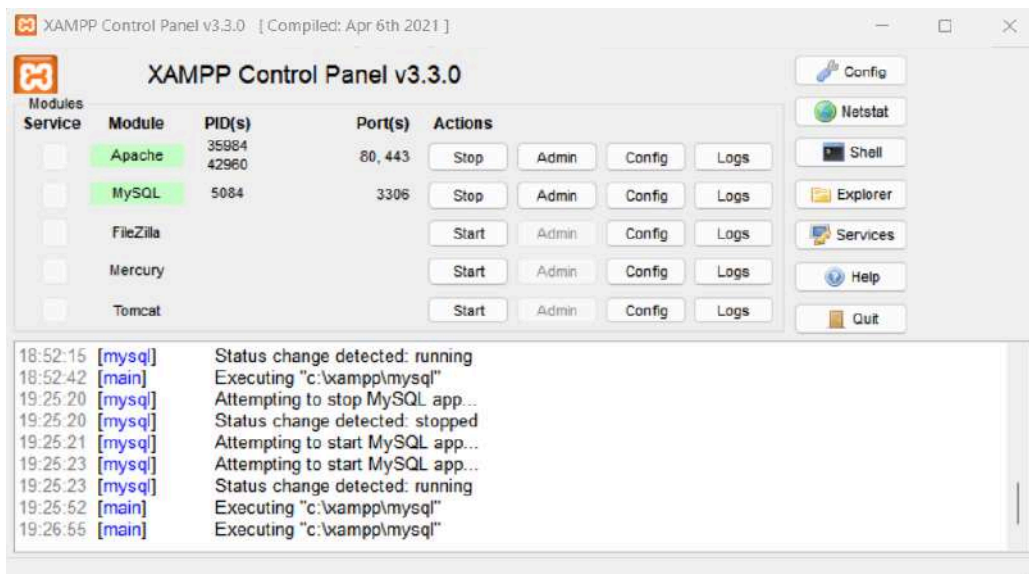 XAMPP Control Panel v3.3.0 [ Compiled: Apr 6th 2021 ]
XAMPP Control Panel v3.3.0
Config
Modules
Service Module PID(s) Port(s) Actions
Netstat
Apache 35984 42960 80, 443 Stop Admin Config Logs
Shell
MySQL 5084 3306 Stop Admin Config Logs
Explorer
FileZilla Start Admin Config Logs
Services
Mercury Start Admin Config Logs
Help
Tomcat Start Admin Config Logs
Quit
18:52:15 [mysql] Status change detected: running
18:52:42 [main] Executing "c:\xampp\mysql"
19:25:20 [mysql] Attempting to stop MySQL app...
19:25:20 [mysql] Status change detected: stopped
19:25:21 [mysql] Attempting to start MySQL app...
19:25:23 [mysql] Attempting to start MySQL app...
19:25:23 [mysql] Status change detected: running
19:25:52 [main] Executing "c:\xampp\mysql"
19:26:55 [main] Executing "c:\xampp\mysql"